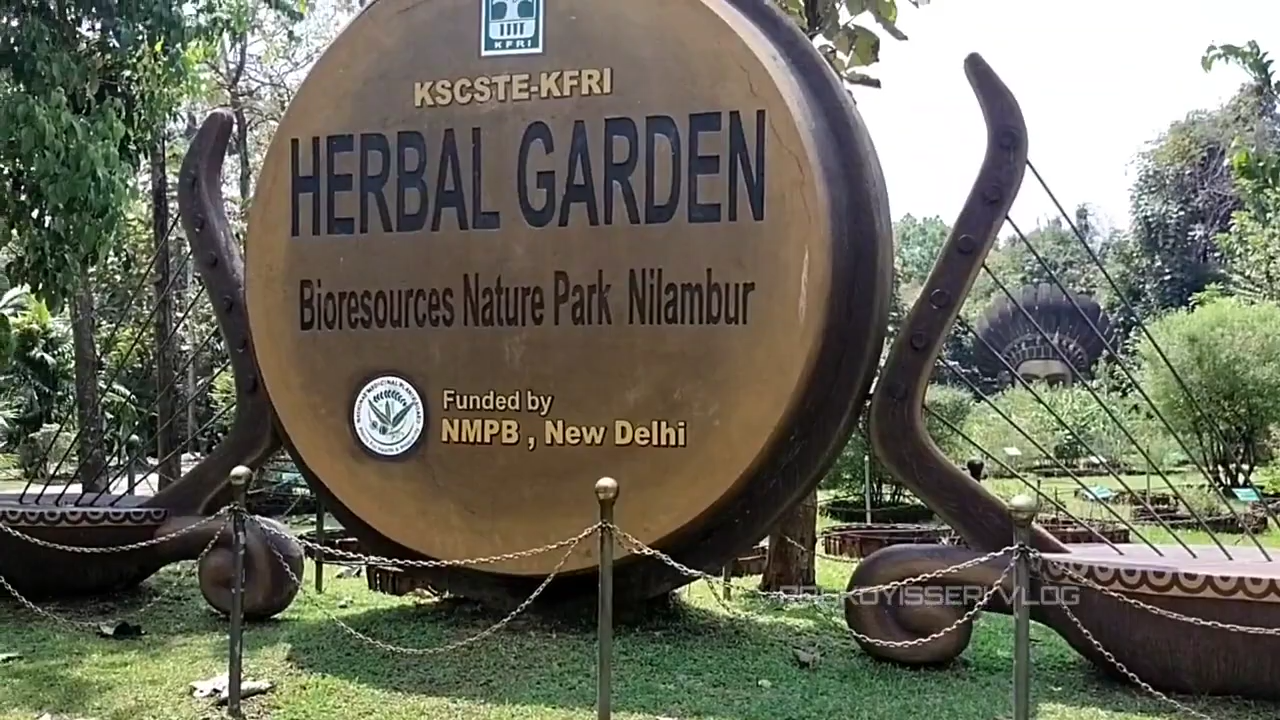 KFRI
KSCSTE-KFRI
HERBAL GARDEN
Bioresources Nature Park Nilambur
Funded by
NMPB , New Delhi